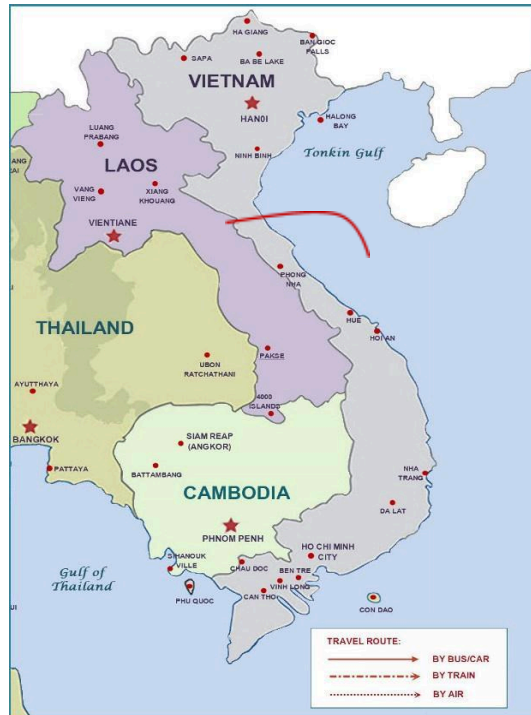 HA GIANG
BAN GIOC
FALLS
SAPA
BA BE LAKE
VIETNAM
HANOI
HALONG
BAY
LUANG
PRABANG
NINH BINH
Tonkin Gulf
LAOS
VANG
VIENG
XIANG
KHOUANG
VIENTIANE
PHONG
NHA
HUE
HOI AN
THAILAND
PAKSE
UBON
RATCHATHANI
AYUTTHAYA
4000
ISLANDS
BANGKOK
SIAM REAP
(ANGKOR)
PATTAYA
BATTAMBANG
NHA
TRANG
CAMBODIA
DA LAT
PHNOM PENH
HO CHI MINH
CITY
SIHANOUK
VILLE
CHAU DOC
BEN TRE
Gulf of
Thailand
VINH LONG
PHU QUOC
CAN THO
CON DAO
TRAVEL ROUTE:
BY BUS/CAR
BY TRAIN
BY AIR